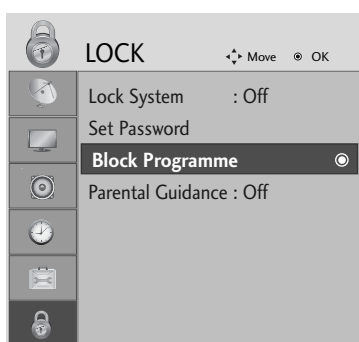 LOCK Move OK
Lock System : Off
Set Password
Block Programme
Parental Guidance : Off